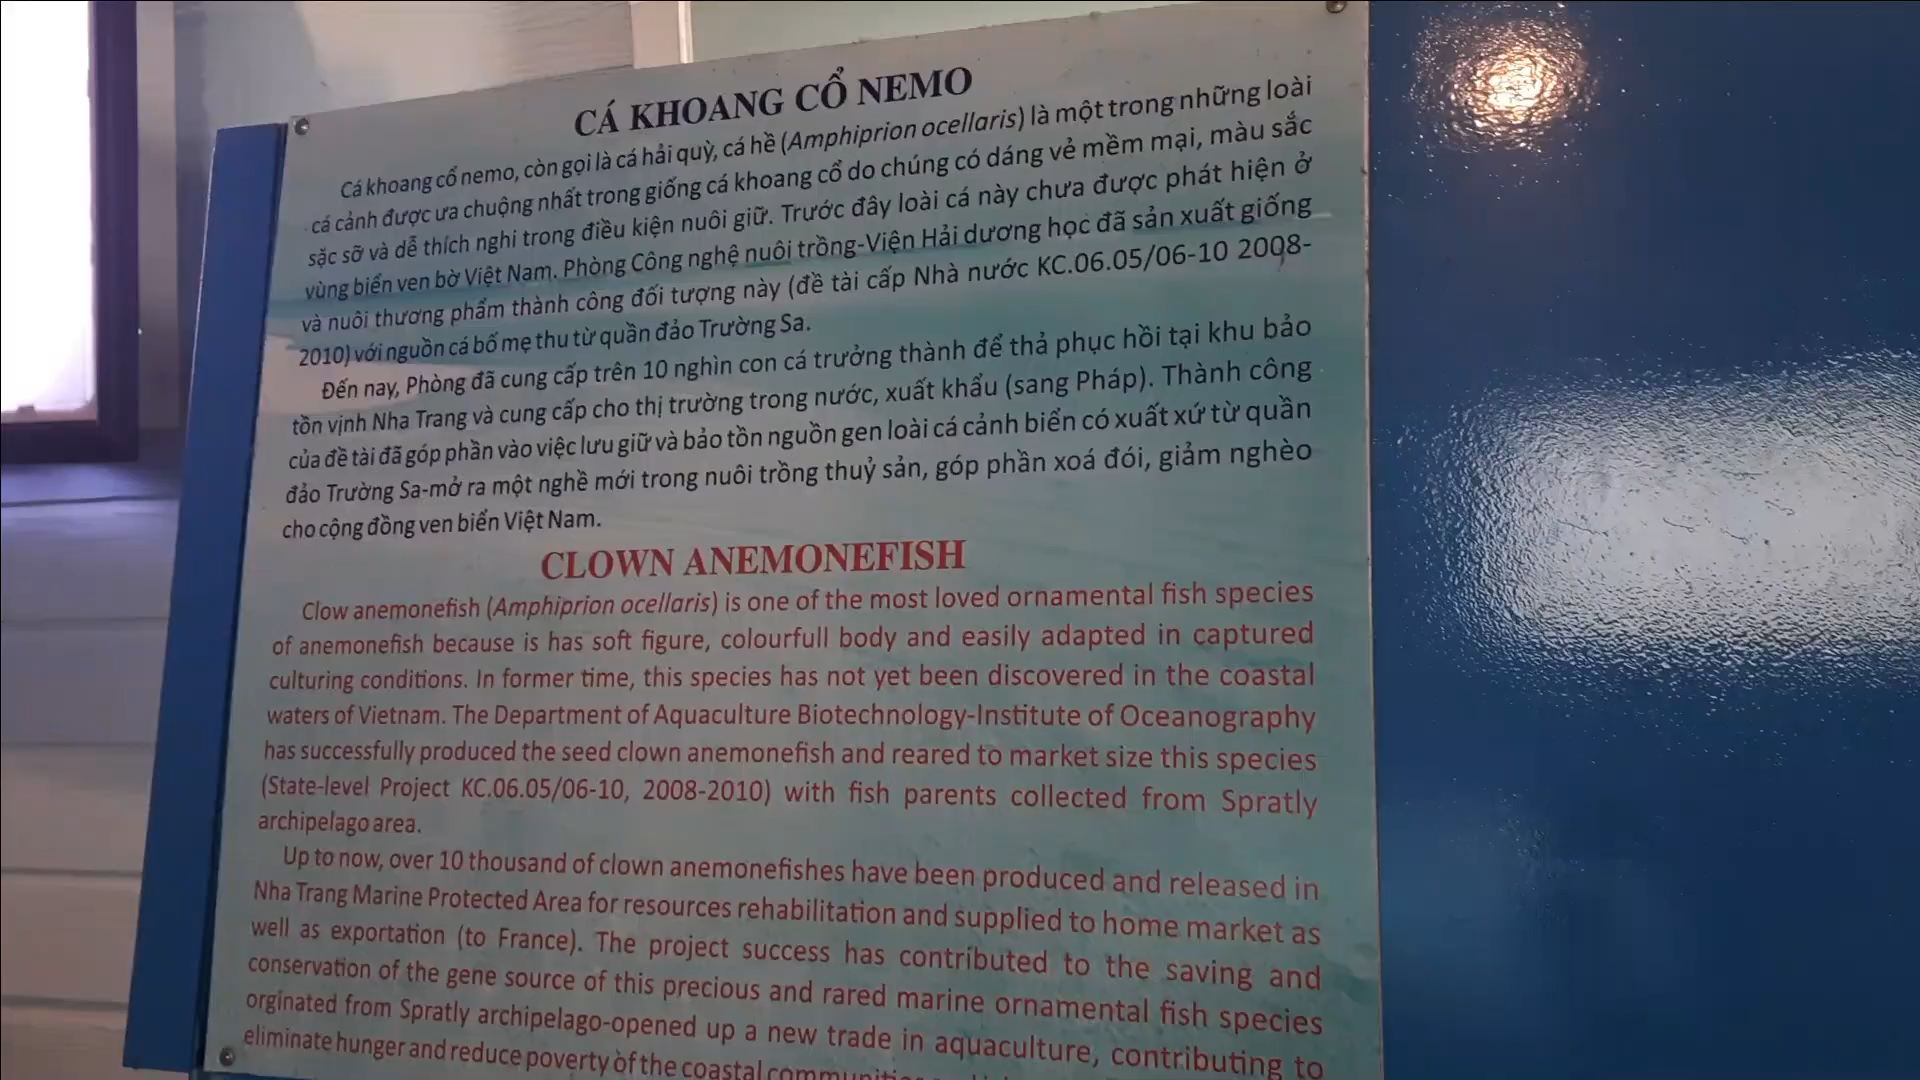 CÁ KHOANG CỔ NEMO
Cá khoang cổ nemo, còn gọi là cá hải quỳ, cá hề (Amphiprion ocellaris) là một trong những loài
cá cảnh được ưa chuộng nhất trong giống cá khoang cổ do chúng có dáng vẻ mềm mại, màu sắc
sặc sỡ và dễ thích nghi trong điều kiện nuôi giữ. Trước đây loài cá này chưa được phát hiện ở
vùng biển ven bờ Việt Nam. Phòng Công nghệ nuôi trồng-Viện Hải dương học đã sản xuất giống
và nuôi thương phẩm thành công đối tượng này (đề tài cấp Nhà nước KC.06.05/06-10 2008-
2010) với nguồn cá bố mẹ thu từ quần đảo Trường Sa.
Đến nay, Phòng đã cung cấp trên 10 nghìn con cá trưởng thành để thả phục hồi tại khu bảo
tồn vịnh Nha Trang và cung cấp cho thị trường trong nước, xuất khẩu (sang Pháp). Thành công
của đề tài đã góp phần vào việc lưu giữ và bảo tồn nguồn gen loài cá cảnh biển có xuất xứ từ quần
đảo Trường Sa-mở ra một nghề mới trong nuôi trồng thuỷ sản, góp phần xoá đói, giảm nghèo
cho cộng đồng ven biển Việt Nam.
CLOWN ANEMONEFISH
Clow anemonefish (Amphiprion ocellaris) is one of the most loved ornamental fish species
of anemonefish because is has soft figure, colourfull body and easily adapted in captured
culturing conditions. In former time, this species has not yet been discovered in the coastal
waters of Vietnam. The Department of Aquaculture Biotechnology-Institute of Oceanography
has successfully produced the seed clown anemonefish and reared to market size this species
(State-level Project KC.06.05/06-10, 2008-2010) with fish parents collected from Spratly
archipelago area.
Up to now, over 10 thousand of clown anemonefishes have been produced and released in
Nha Trang Marine Protected Area for resources rehabilitation and supplied to home market as
well as exportation (to France). The project success has contributed to the saving and
conservation of the gene source of this precious and rared marine ornamental fish species
orginated from Spratly archipelago-opened up a new trade in aquaculture, contributing to
eliminate hunger and reduce poverty of the coastal